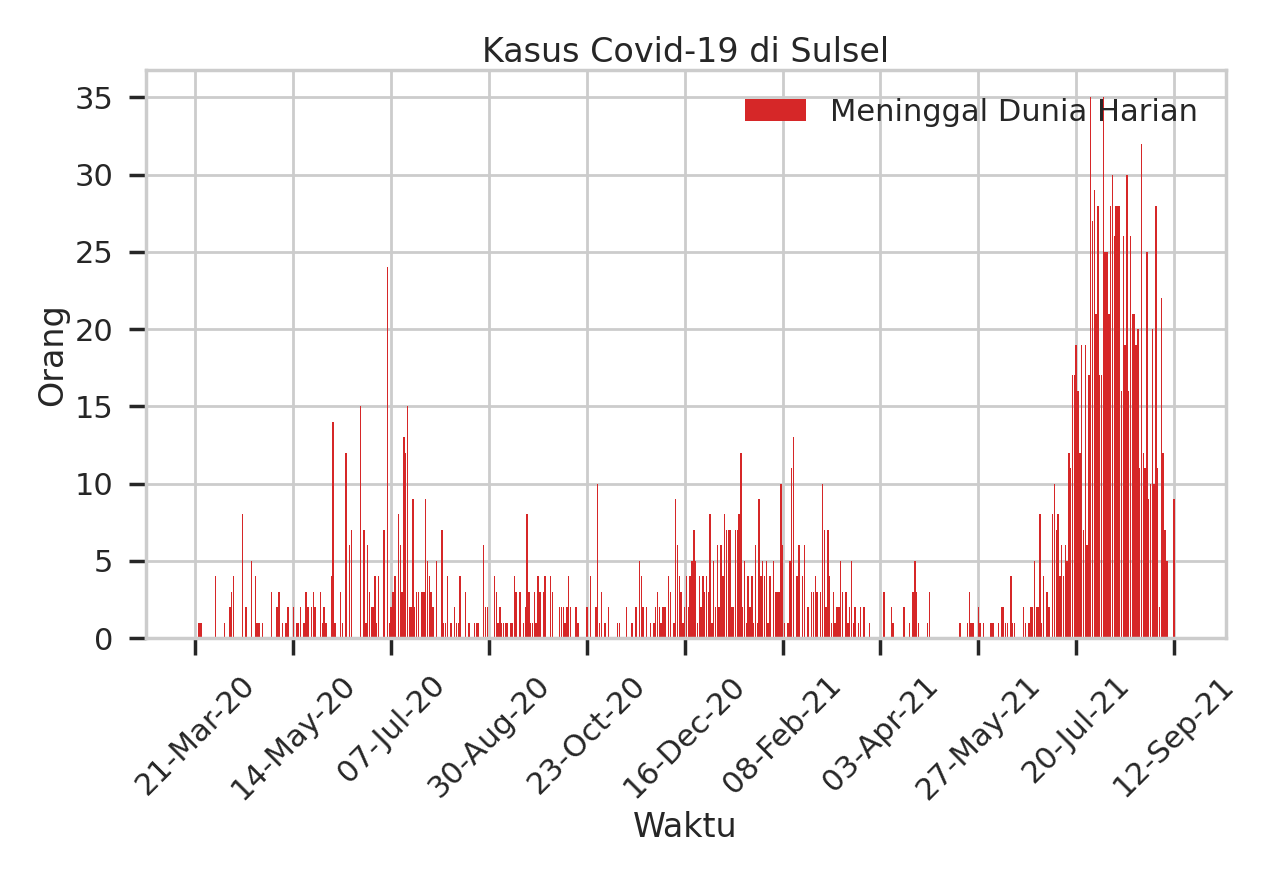 Kasus Covid-19 di Sulsel
Meninggal Dunia Harian
Orang
35
30
25
20
15
10
5
0
21-Mar-20
14-May-20
07-Jul-20
30-Aug-20
23-Oct-20
16-Dec-20
08-Feb-21
03-Apr-21
27-May-21
20-Jul-21
12-Sep-21
Waktu